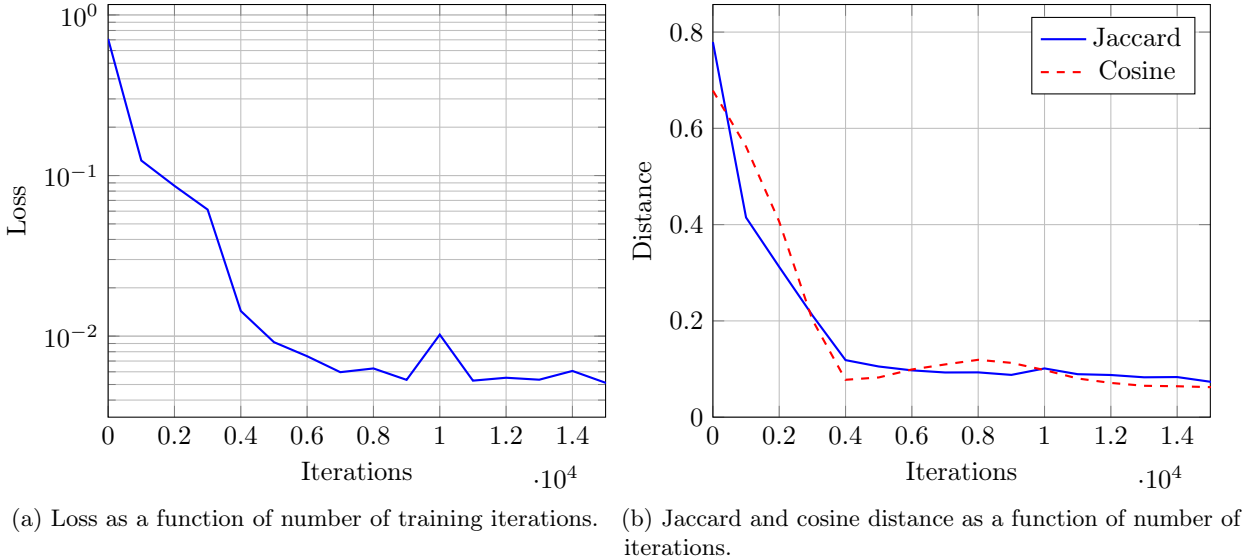 10^0
10^−1
10^−2
Loss
0 0.2 0.4 0.6 0.8 1 1.2 1.4
Iterations
·10^4
(a) Loss as a function of number of training iterations.
0.8
0.6
0.4
0.2
0
Distance
Jaccard
Cosine
0 0.2 0.4 0.6 0.8 1 1.2 1.4
Iterations
·10^4
(b) Jaccard and cosine distance as a function of number of
iterations.